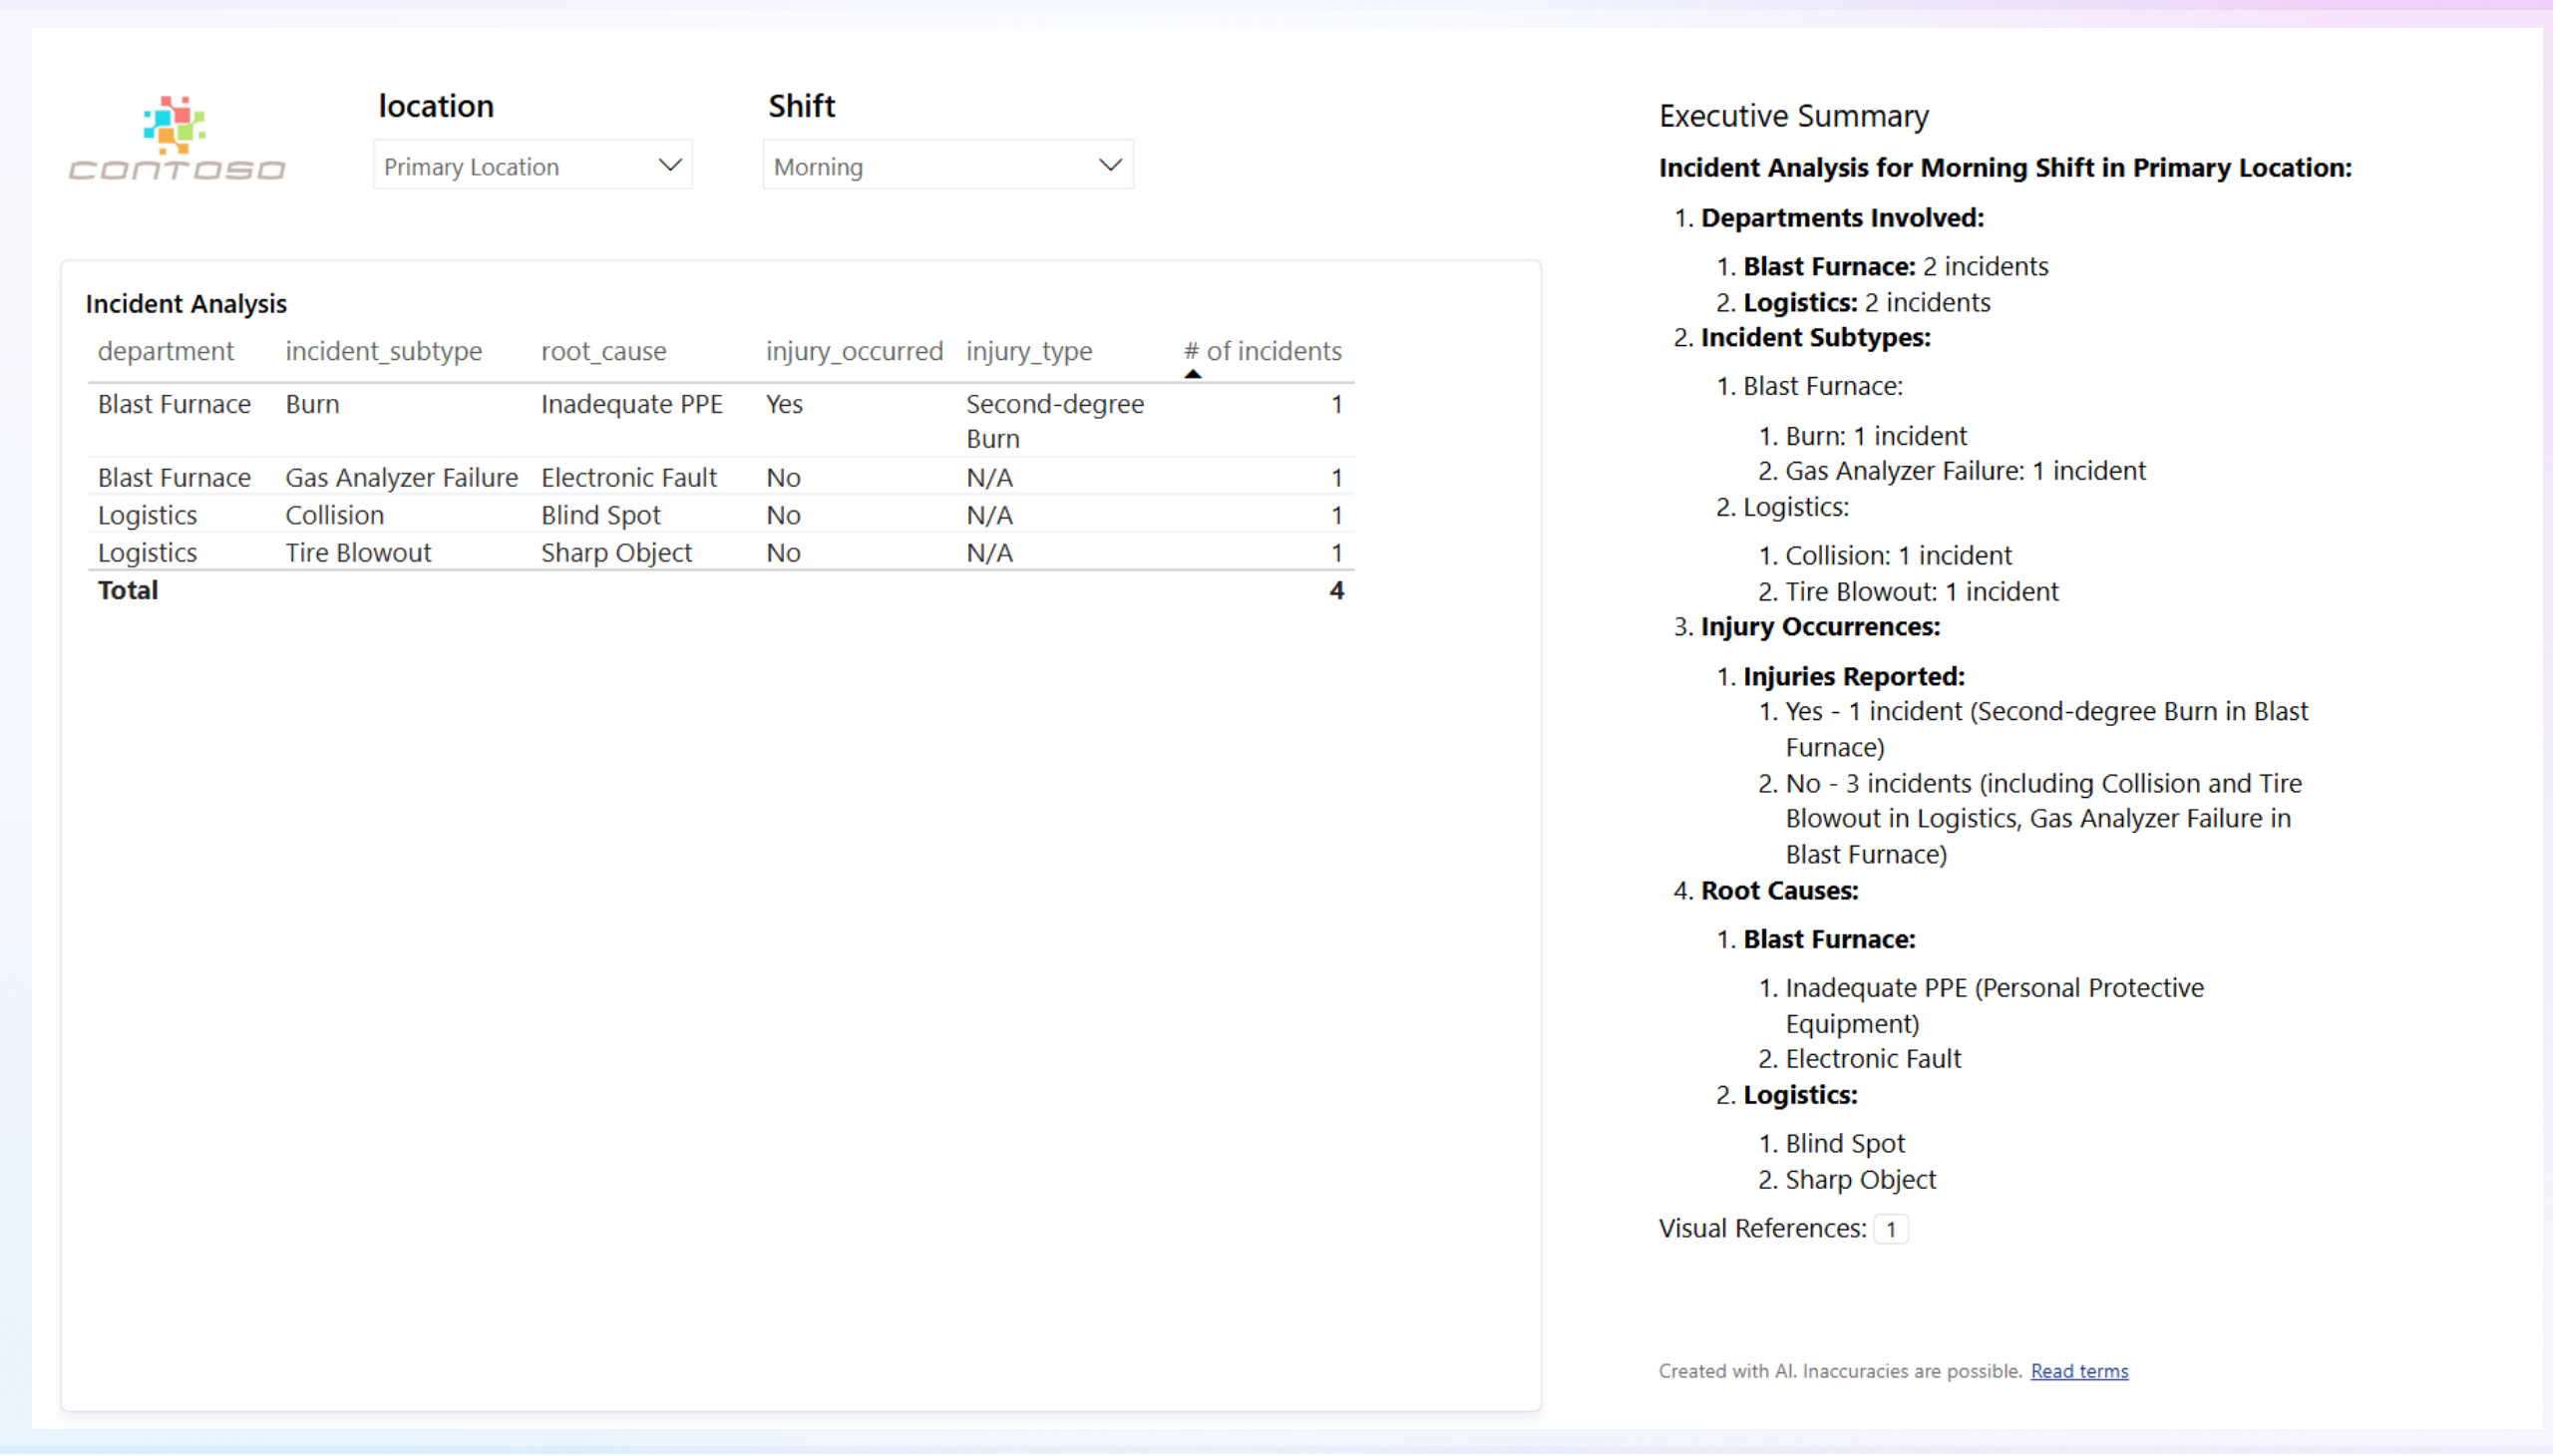 contoso
location
Primary Location
Shift
Morning
Incident Analysis
department incident_subtype root_cause injury_occurred injury_type # of incidents
Blast Furnace Burn Inadequate PPE Yes Second-degree Burn 1
Blast Furnace Gas Analyzer Failure Electronic Fault No N/A 1
Logistics Collision Blind Spot No N/A 1
Logistics Tire Blowout Sharp Object No N/A 1
Total 4
Executive Summary
Incident Analysis for Morning Shift in Primary Location:
1. Departments Involved:
1. Blast Furnace: 2 incidents
2. Logistics: 2 incidents
2. Incident Subtypes:
1. Blast Furnace:
1. Burn: 1 incident
2. Gas Analyzer Failure: 1 incident
2. Logistics:
1. Collision: 1 incident
2. Tire Blowout: 1 incident
3. Injury Occurrences:
1. Injuries Reported:
1. Yes - 1 incident (Second-degree Burn in Blast
Furnace)
2. No - 3 incidents (including Collision and Tire
Blowout in Logistics, Gas Analyzer Failure in
Blast Furnace)
4. Root Causes:
1. Blast Furnace:
1. Inadequate PPE (Personal Protective
Equipment)
2. Electronic Fault
2. Logistics:
1. Blind Spot
2. Sharp Object
Visual References: 1
Created with AI. Inaccuracies are possible. Read terms